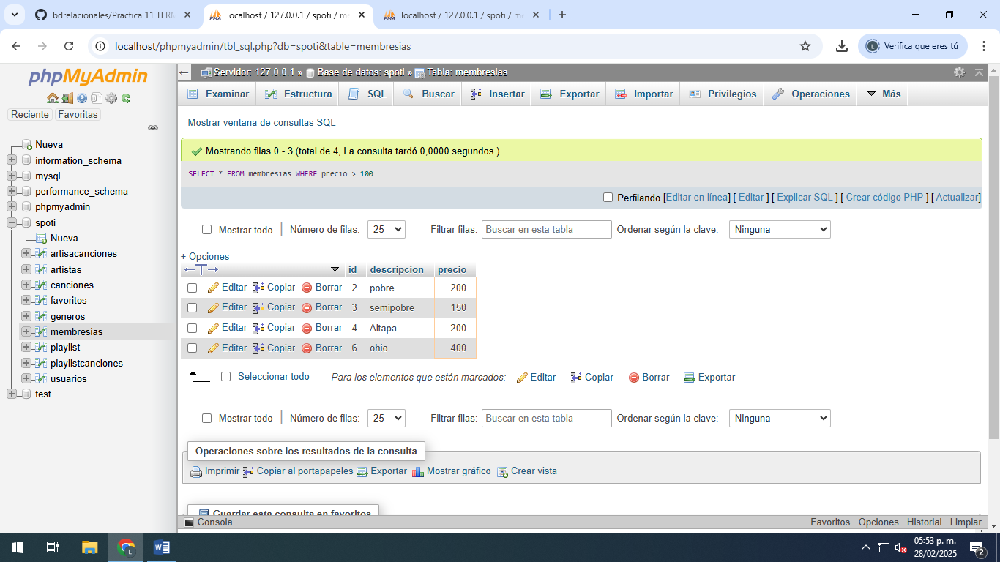 bdrelacionales/Practica 11 TERM
localhost / 127.0.0.1 / spoti / me
localhost / 127.0.0.1 / spoti / me
localhost/phpmyadmin/tbl_sql.php?db=spoti&table=membresias
Verifica que eres tú
phpMyAdmin
Reciente Favoritas
Nueva
information_schema
mysql
performance_schema
phpmyadmin
spoti
Nueva
artisacanciones
artistas
canciones
favoritos
generos
membresias
playlist
playlistcanciones
usuarios
test
Servidor: 127.0.0.1 » Base de datos: spoti » Tabla: membresias
Examinar Estructura SQL Buscar Insertar Exportar Importar Privilegios Operaciones Más
Mostrar ventana de consultas SQL
Mostrando filas 0 - 3 (total de 4, La consulta tardó 0,0000 segundos.)
SELECT * FROM membresias WHERE precio > 100
Perfilando [Editar en línea] [ Editar ] [ Explicar SQL ] [ Crear código PHP ] [ Actualizar]
Mostrar todo Número de filas: 25 Filtrar filas: Buscar en esta tabla Ordenar según la clave: Ninguna
+ Opciones
id descripcion precio
Editar Copiar Borrar 2 pobre 200
Editar Copiar Borrar 3 semipobre 150
Editar Copiar Borrar 4 Altapa 200
Editar Copiar Borrar 6 ohio 400
Seleccionar todo Para los elementos que están marcados: Editar Copiar Borrar Exportar
Mostrar todo Número de filas: 25 Filtrar filas: Buscar en esta tabla Ordenar según la clave: Ninguna
Operaciones sobre los resultados de la consulta
Imprimir Copiar al portapapeles Exportar Mostrar gráfico Crear vista
Guardar esta consulta en favoritos
Consola Favoritos Opciones Historial Limpiar
05:53 p. m.
28/02/2025
2